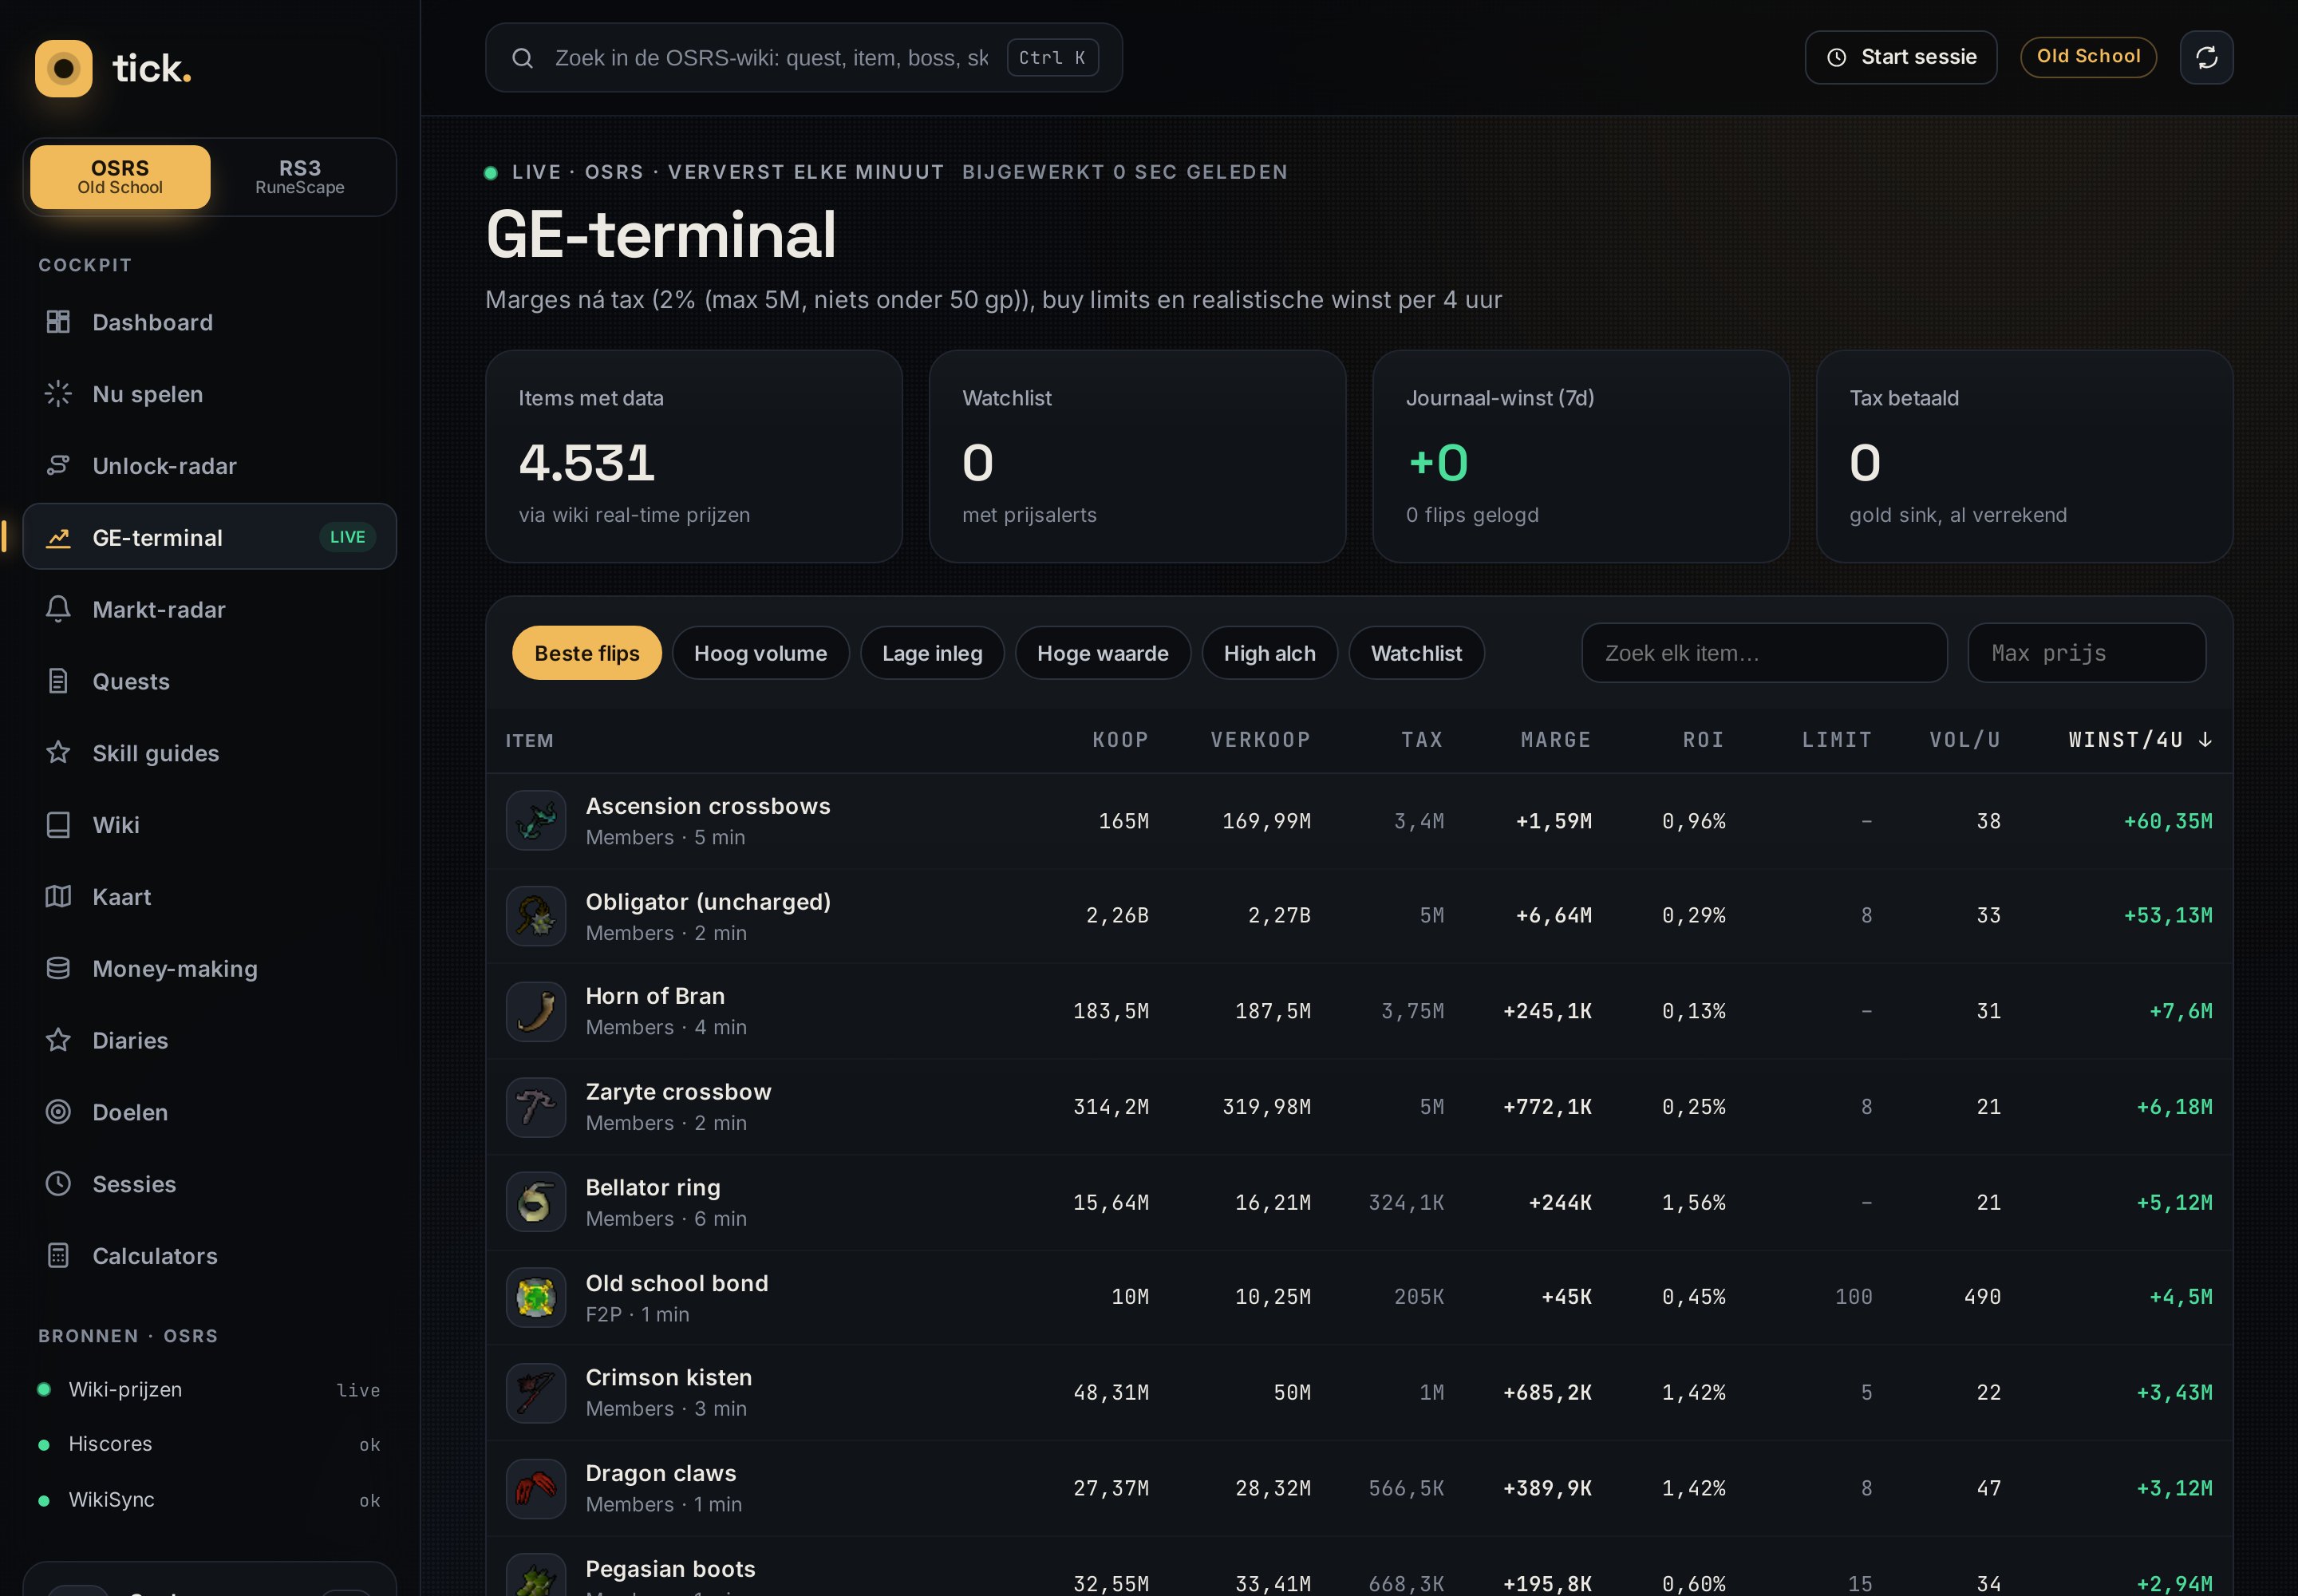 tick.
OSRS
Old School
RS3
RuneScape
COCKPIT
Dashboard
Nu spelen
Unlock-radar
GE-terminal LIVE
Markt-radar
Quests
Skill guides
Wiki
Kaart
Money-making
Diaries
Doelen
Sessies
Calculators
BRONNEN · OSRS
Wiki-prijzen live
Hiscores ok
WikiSync ok
Zoek in de OSRS-wiki: quest, item, boss, sk Ctrl K
Start sessie
Old School
LIVE · OSRS · VERVERST ELKE MINUUT BIJGEWERKT 0 SEC GELEDEN
GE-terminal
Marges ná tax (2% (max 5M, niets onder 50 gp)), buy limits en realistische winst per 4 uur
Items met data
4.531
via wiki real-time prijzen
Watchlist
0
met prijsalerts
Journaal-winst (7d)
+0
0 flips gelogd
Tax betaald
0
gold sink, al verrekend
Beste flips Hoog volume Lage inleg Hoge waarde High alch Watchlist Zoek elk item… Max prijs
ITEM KOOP VERKOOP TAX MARGE ROI LIMIT VOL/U WINST/4U ↓
Ascension crossbows
Members · 5 min
165M 169,99M 3,4M +1,59M 0,96% – 38 +60,35M
Obligator (uncharged)
Members · 2 min
2,26B 2,27B 5M +6,64M 0,29% 8 33 +53,13M
Horn of Bran
Members · 4 min
183,5M 187,5M 3,75M +245,1K 0,13% – 31 +7,6M
Zaryte crossbow
Members · 2 min
314,2M 319,98M 5M +772,1K 0,25% 8 21 +6,18M
Bellator ring
Members · 6 min
15,64M 16,21M 324,1K +244K 1,56% – 21 +5,12M
Old school bond
F2P · 1 min
10M 10,25M 205K +45K 0,45% 100 490 +4,5M
Crimson kisten
Members · 3 min
48,31M 50M 1M +685,2K 1,42% 5 22 +3,43M
Dragon claws
Members · 1 min
27,37M 28,32M 566,5K +389,9K 1,42% 8 47 +3,12M
Pegasian boots
32,55M 33,41M 668,3K +195,8K 0,60% 15 34 +2,94M